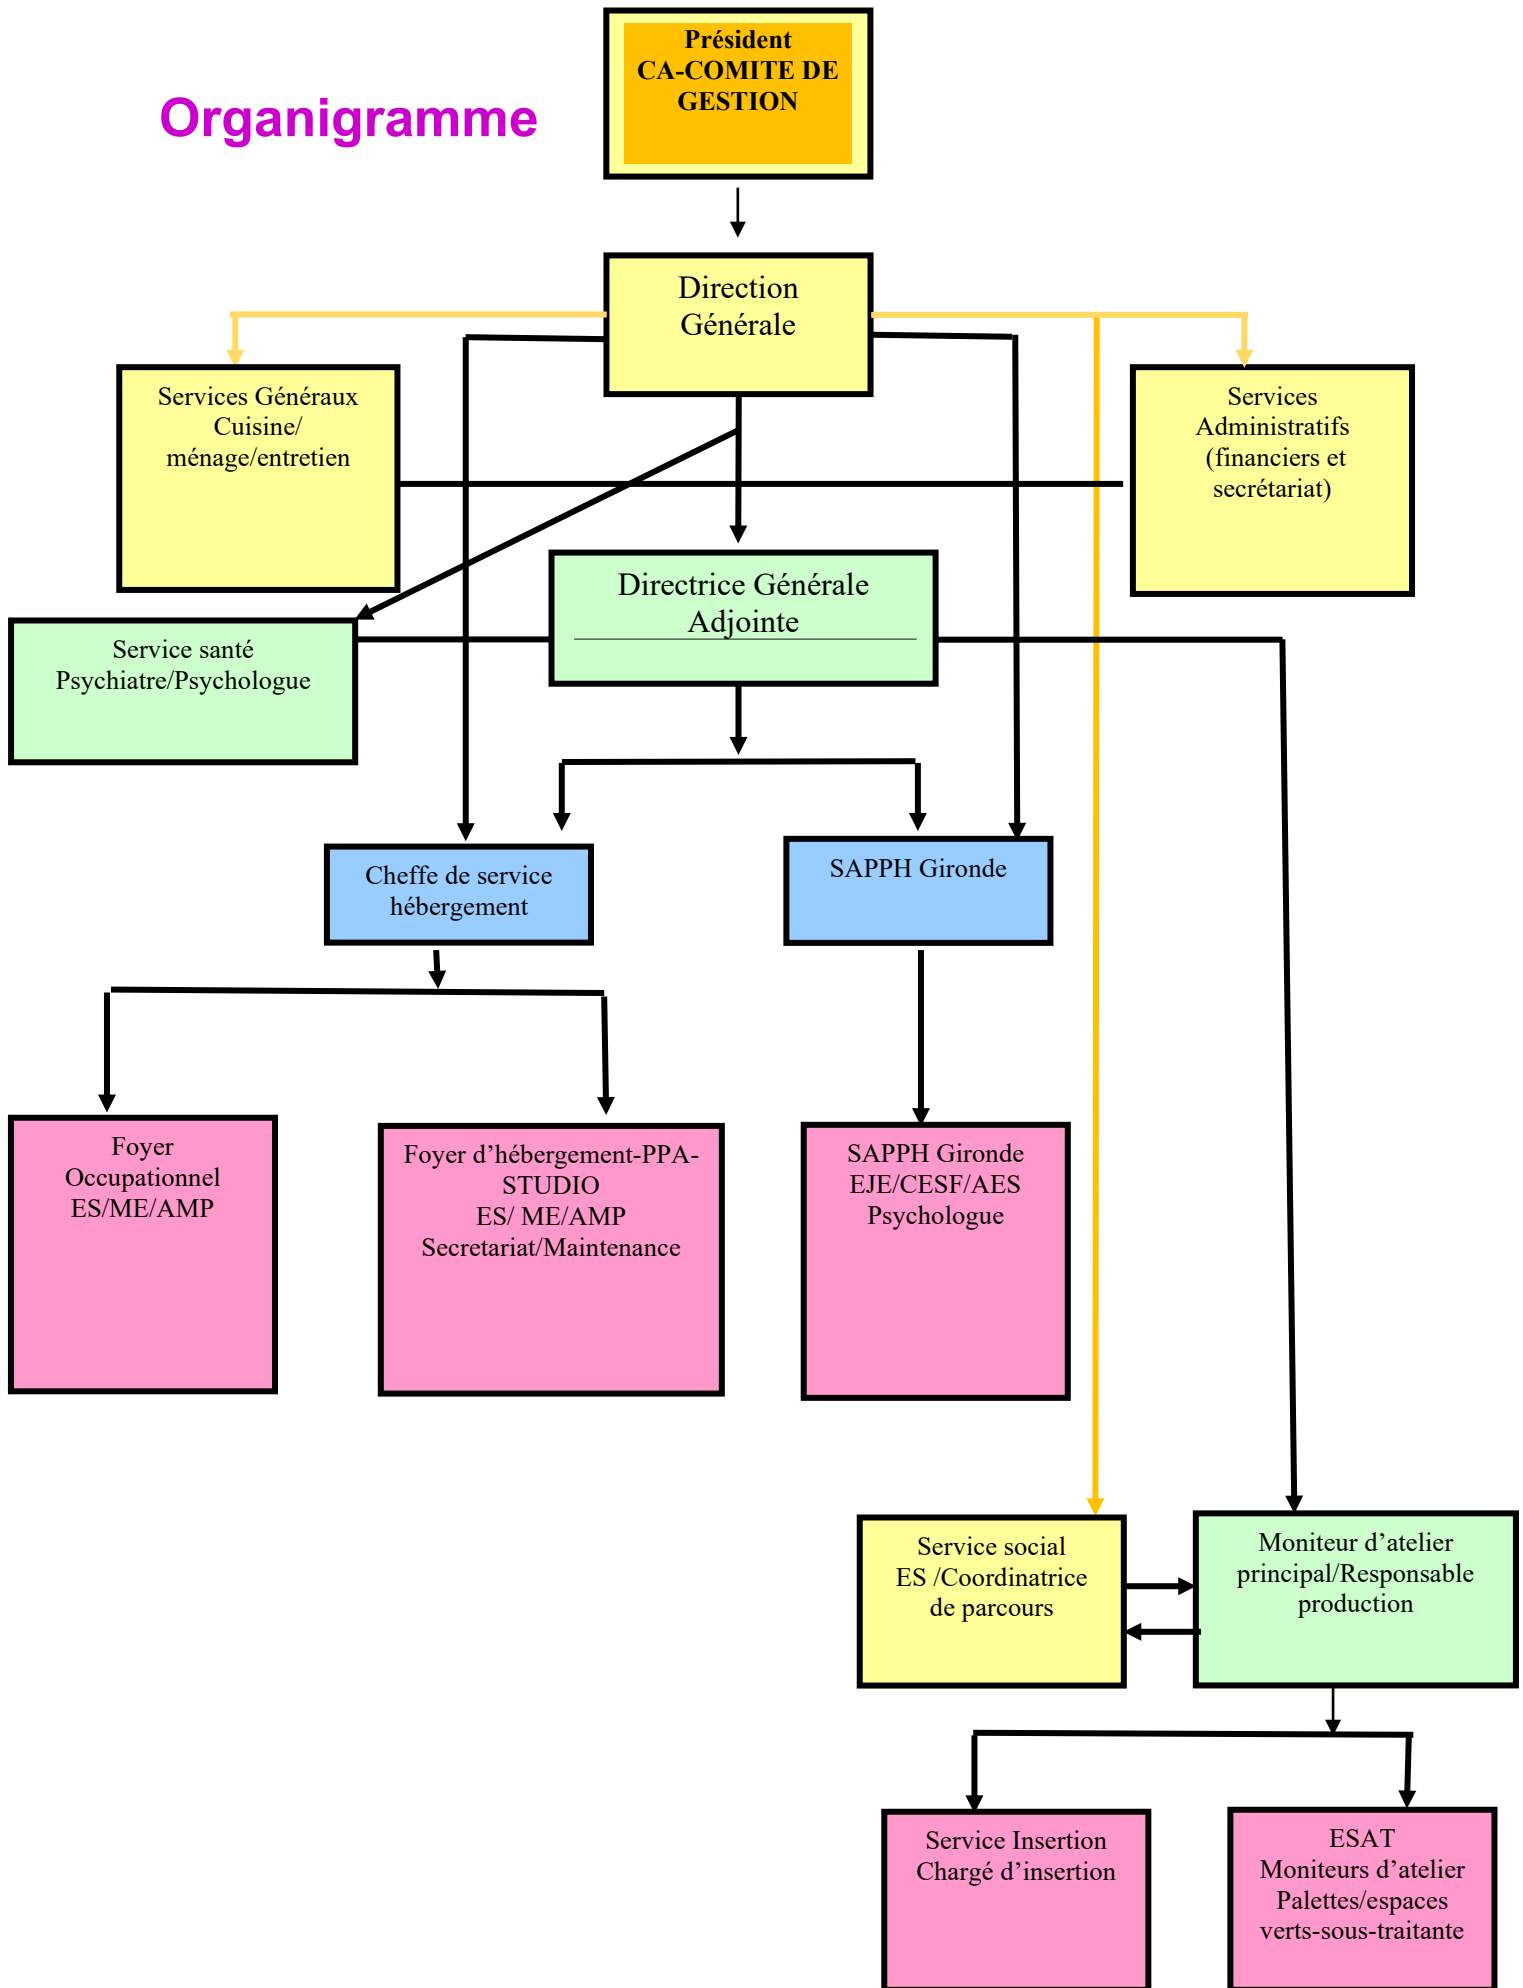 Président
CA-COMITE DE
GESTION
Organigramme
Direction
Générale
Services Généraux
Cuisine/
ménage/entretien
Services
Administratifs
(financiers et
secrétariat)
Directrice Générale
Adjointe
Service santé
Psychiatre/Psychologue
Cheffe de service
hébergement
SAPPH Gironde
Foyer
Occupationnel
ES/ME/AMP
Foyer d’hébergement-PPA-
STUDIO
ES/ ME/AMP
Secretariat/Maintenance
SAPPH Gironde
EJE/CESF/AES
Psychologue
Service social
ES /Coordinatrice
de parcours
Moniteur d’atelier
principal/Responsable
production
Service Insertion
Chargé d’insertion
ESAT
Moniteurs d’atelier
Palettes/espaces
verts-sous-traitante